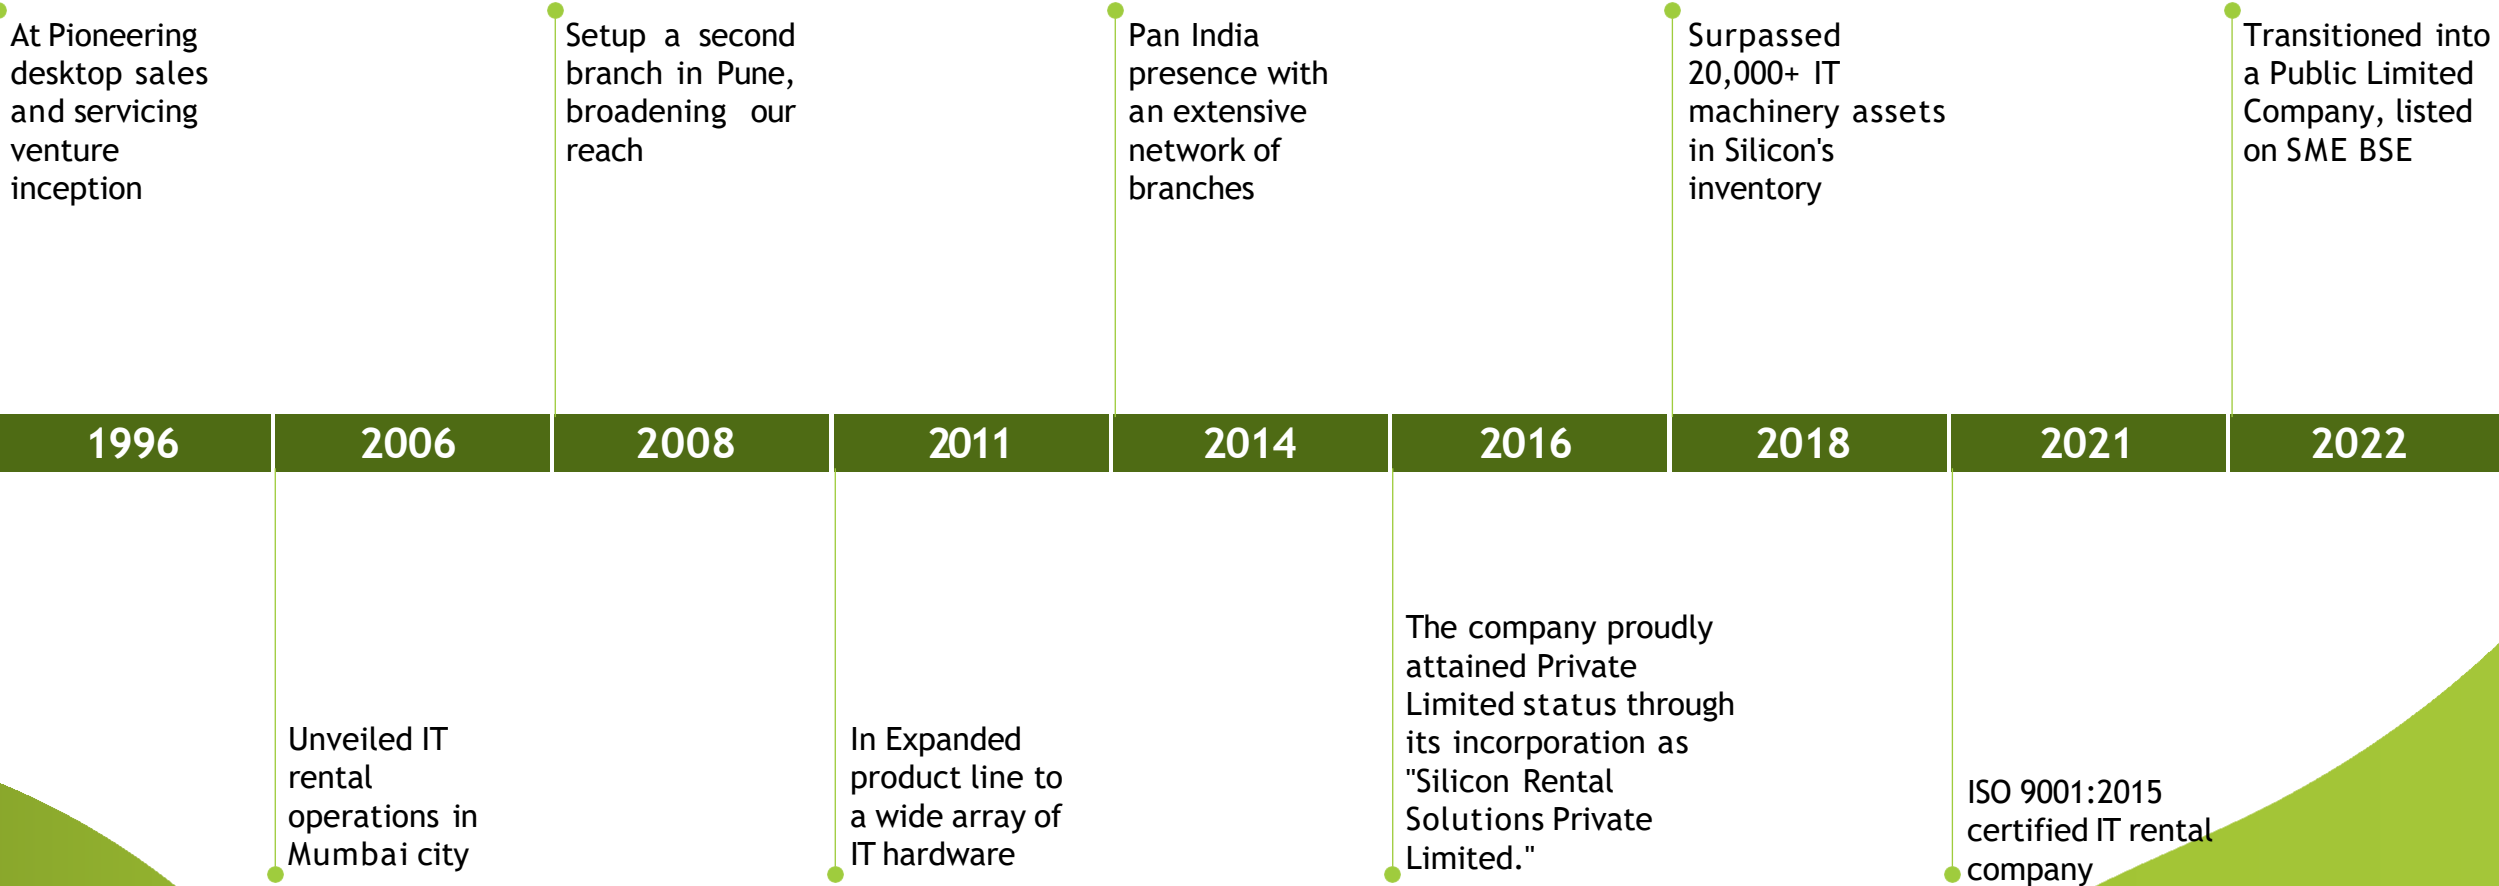 At Pioneering
desktop sales
and servicing
venture
inception
Setup a second
branch in Pune,
broadening our
reach
Pan India
presence with
an extensive
network of
branches
Surpassed
20,000+ IT
machinery assets
in Silicon's
inventory
Transitioned into
a Public Limited
Company, listed
on SME BSE
1996
2006
2008
2011
2014
2016
2018
2021
2022
Unveiled IT
rental
operations in
Mumbai city
In Expanded
product line to
a wide array of
IT hardware
The company proudly
attained Private
Limited status through
its incorporation as
"Silicon Rental
Solutions Private
Limited."
ISO 9001:2015
certified IT rental
company